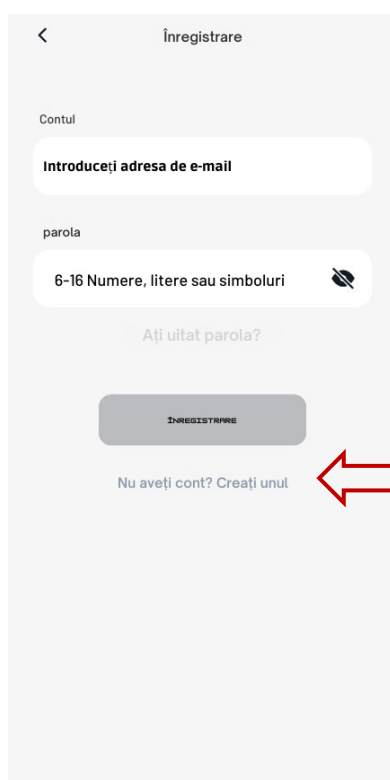 Înregistrare
Contul
Introduceți adresa de e-mail
parola
6-16 Numere, litere sau simboluri
Ați uitat parola?
ÎNREGISTRARE
Nu aveți cont? Creați unul